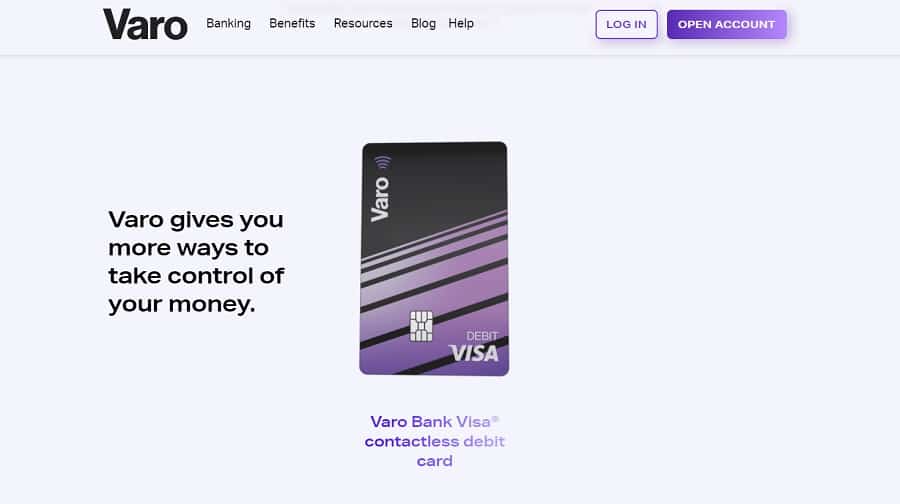 Varo
Banking Benefits Resources Blog Help
LOG IN
OPEN ACCOUNT
Varo gives you
more ways to
take control of
your money.
Varo
DEBIT
VISA
Varo Bank Visa®
contactless debit
card